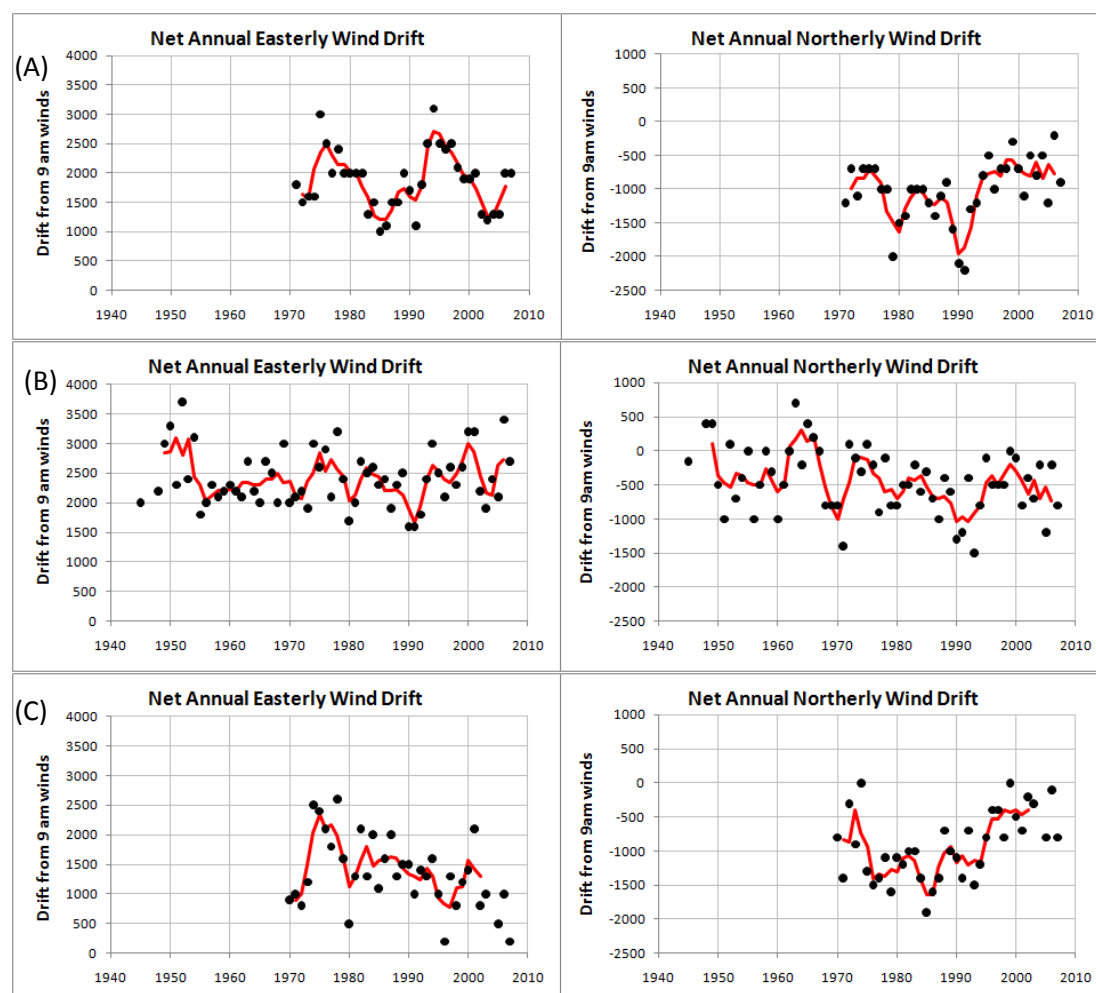 (A)
Net Annual Easterly Wind Drift
Drift from 9 am winds
4000
3500
3000
2500
2000
1500
1000
500
0
1940 1950 1960 1970 1980 1990 2000 2010
Net Annual Northerly Wind Drift
Drift from 9am winds
1000
500
0
-500
-1000
-1500
-2000
-2500
1940 1950 1960 1970 1980 1990 2000 2010
(B)
Net Annual Easterly Wind Drift
Drift from 9 am winds
4000
3500
3000
2500
2000
1500
1000
500
0
1940 1950 1960 1970 1980 1990 2000 2010
Net Annual Northerly Wind Drift
Drift from 9am winds
1000
500
0
-500
-1000
-1500
-2000
-2500
1940 1950 1960 1970 1980 1990 2000 2010
(C)
Net Annual Easterly Wind Drift
Drift from 9 am winds
4000
3500
3000
2500
2000
1500
1000
500
0
1940 1950 1960 1970 1980 1990 2000 2010
Net Annual Northerly Wind Drift
Drift from 9am winds
1000
500
0
-500
-1000
-1500
-2000
-2500
1940 1950 1960 1970 1980 1990 2000 2010